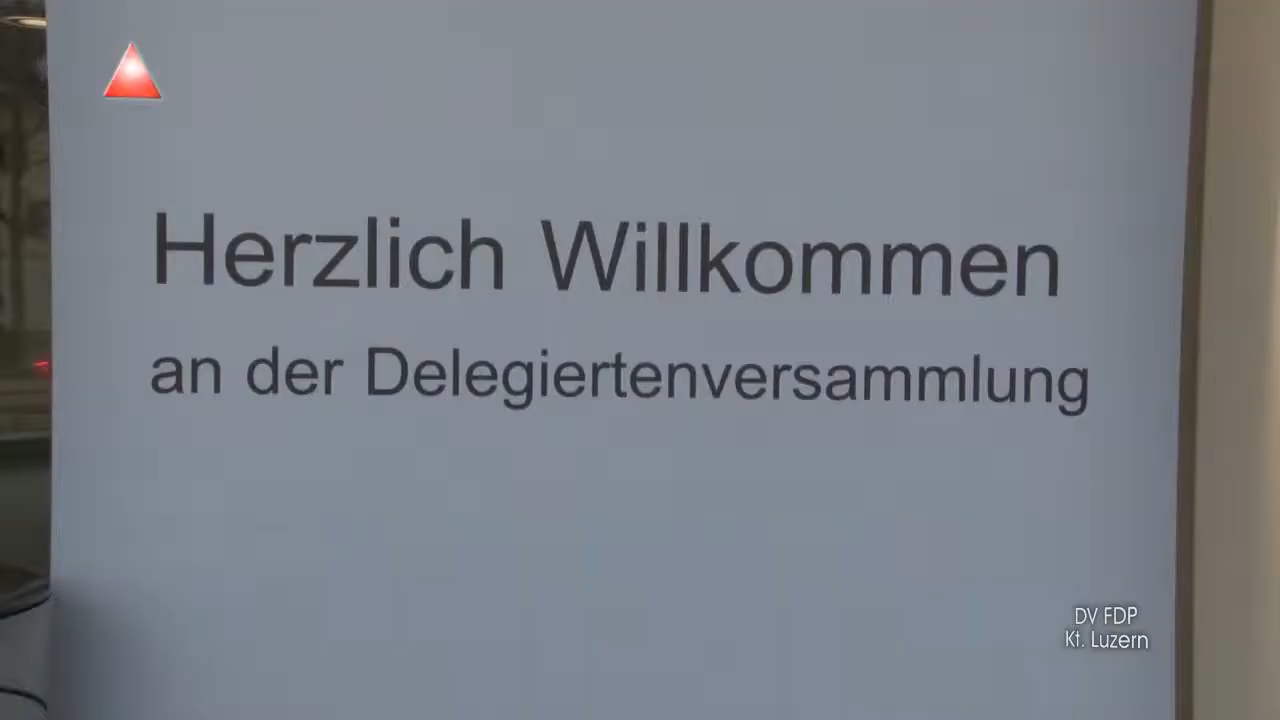 Herzlich Willkommen
an der Delegiertenversammlung
DV FDP
Kt. Luzern